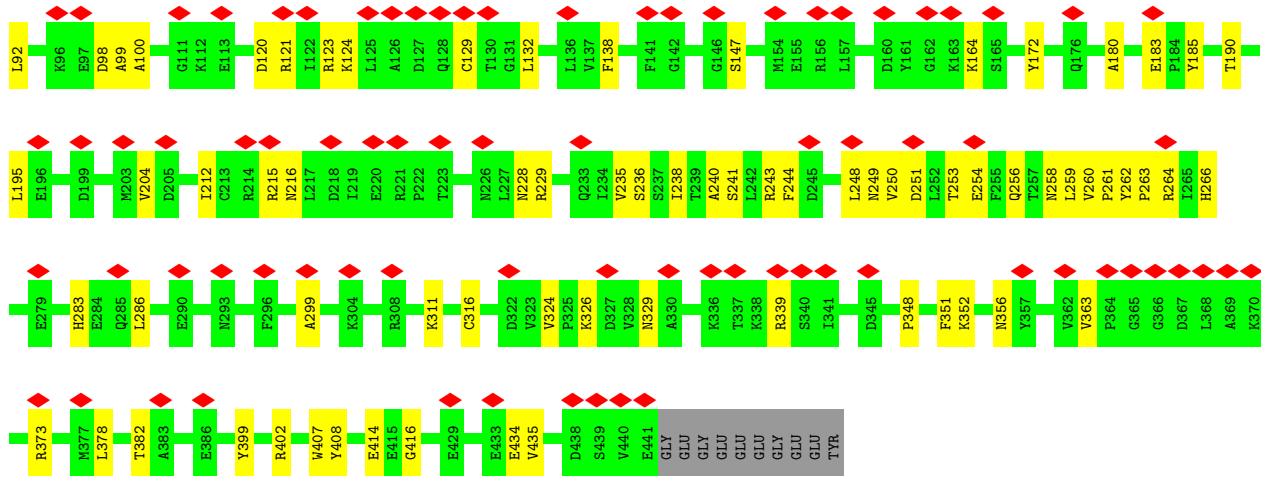 L92 K96 E97 D98 A99 A100 G111 K112 E113 D120 R121 I122 R123 K124 L125 A126 D127 Q128 C129 T130 G131 L132 L136 V137 F138 F141 G142 G146 S147 M154 E155 R156 L157 D160 Y161 G162 K163 K164 S165 Y172 Q176 A180 E183 P184 Y185 T190
L195 E196 D199 M203 V204 D205 I212 C213 R214 R215 N216 L217 D218 I219 E220 R221 P222 T223 N226 L227 N228 R229 Q233 I234 V235 S236 S237 I238 T239 A240 S241 L242 R243 F244 D245 L248 N249 V250 D251 L252 T253 E254 F255 Q256 T257 N258 L259 V260 P261 Y262 P263 R264 I265 H266
E279 H283 E284 Q285 L286 E290 N293 F296 A299 K304 R308 K311 C316 D322 V323 V324 P325 K326 D327 V328 N329 A330 K336 T337 K338 R339 S340 I341 D345 P348 F351 K352 N356 Y357 V362 V363 P364 G365 G366 D367 L368 A369 K370
R373 M377 L378 T382 A383 E386 Y399 R402 W407 Y408 E414 E415 G416 E429 E433 E434 V435 D438 S439 V440 E441 GLY GLU GLY GLU GLU GLU GLY GLU GLU TYR